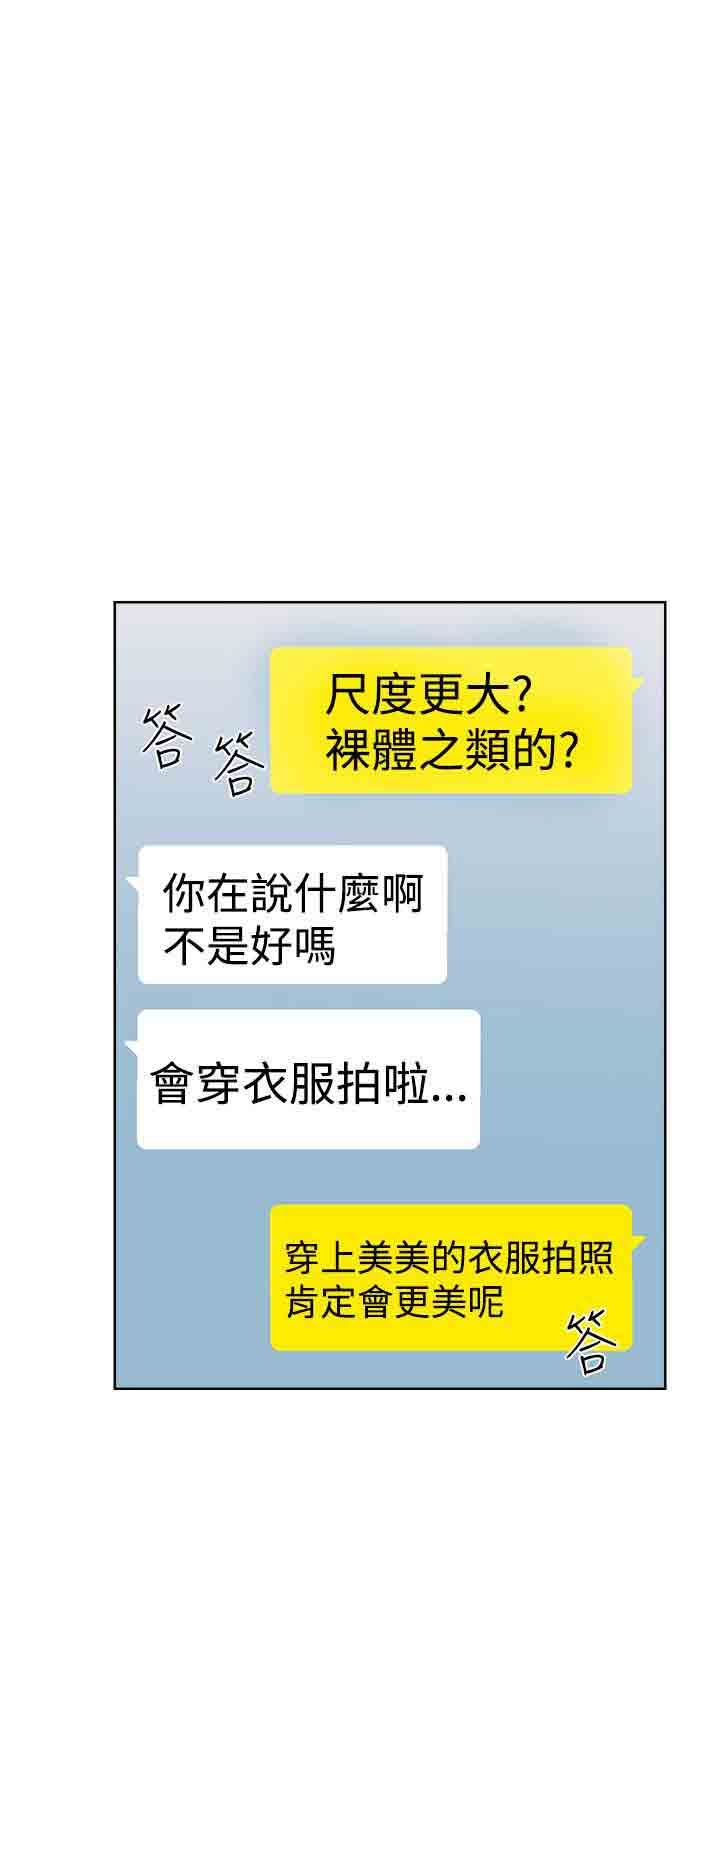 尺度更大?
裸體之類的?
答
答
你在說什麼啊
不是好嗎
會穿衣服拍啦...
穿上美美的衣服拍照
肯定會更美呢
答